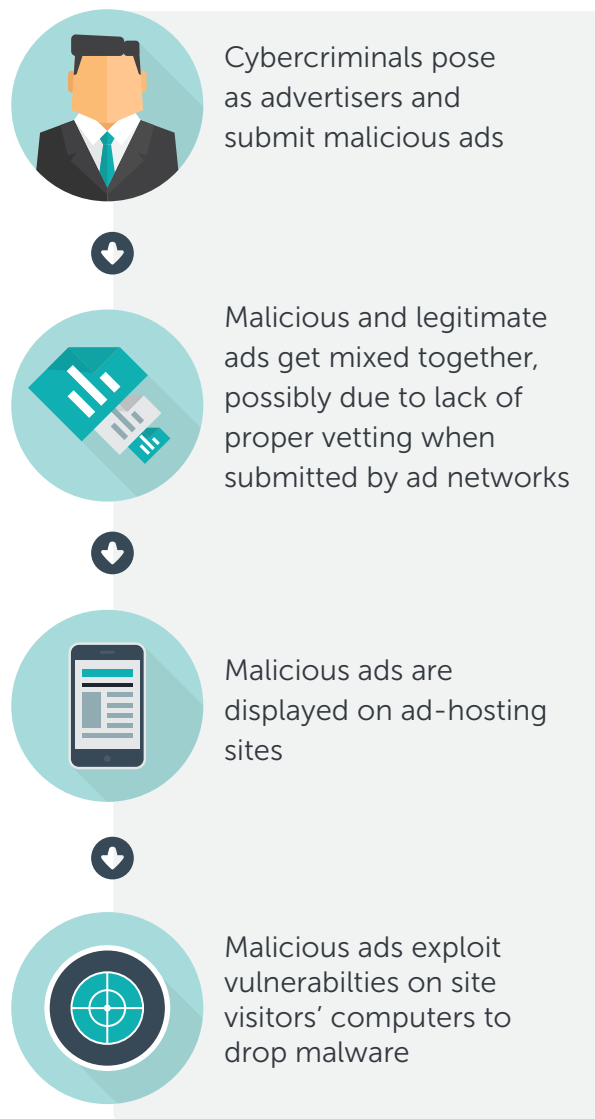 Cybercriminals pose
as advertisers and
submit malicious ads
Malicious and legitimate
ads get mixed together,
possibly due to lack of
proper vetting when
submitted by ad networks
Malicious ads are
displayed on ad-hosting
sites
Malicious ads exploit
vulnerabilties on site
visitors’ computers to
drop malware